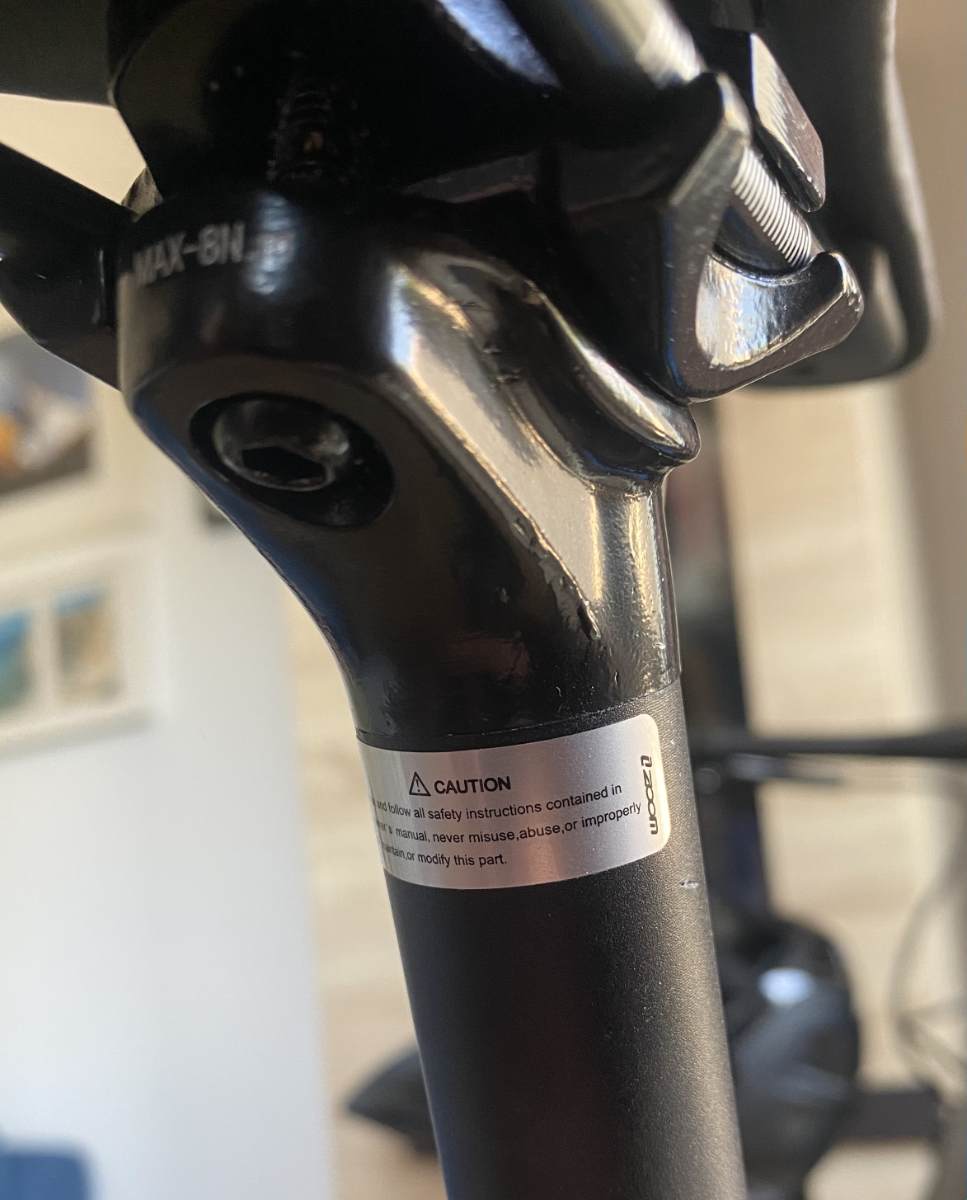 MAX-8N.m
CAUTION
and follow all safety instructions contained in
manual, never misuse,abuse,or improperly
,or modify this part.
zoom